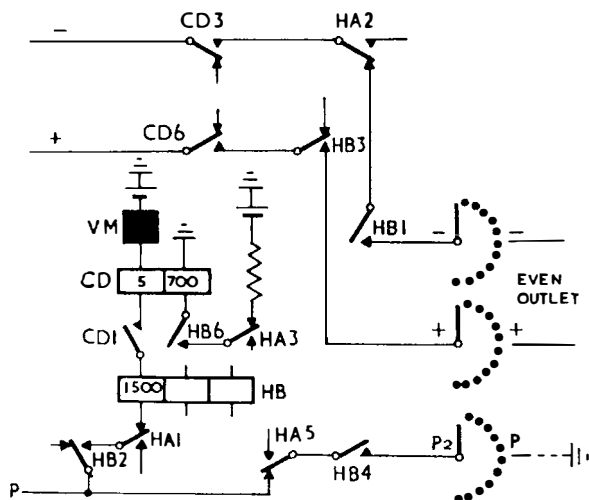 − CD3 HA2
+ CD6 HB3
VM
HB1 − −
CD 5 700
EVEN
OUTLET
CD1 HB6 HA3 + +
1500 HB
HA1 HA5
HB2 HB4 P2 P
P